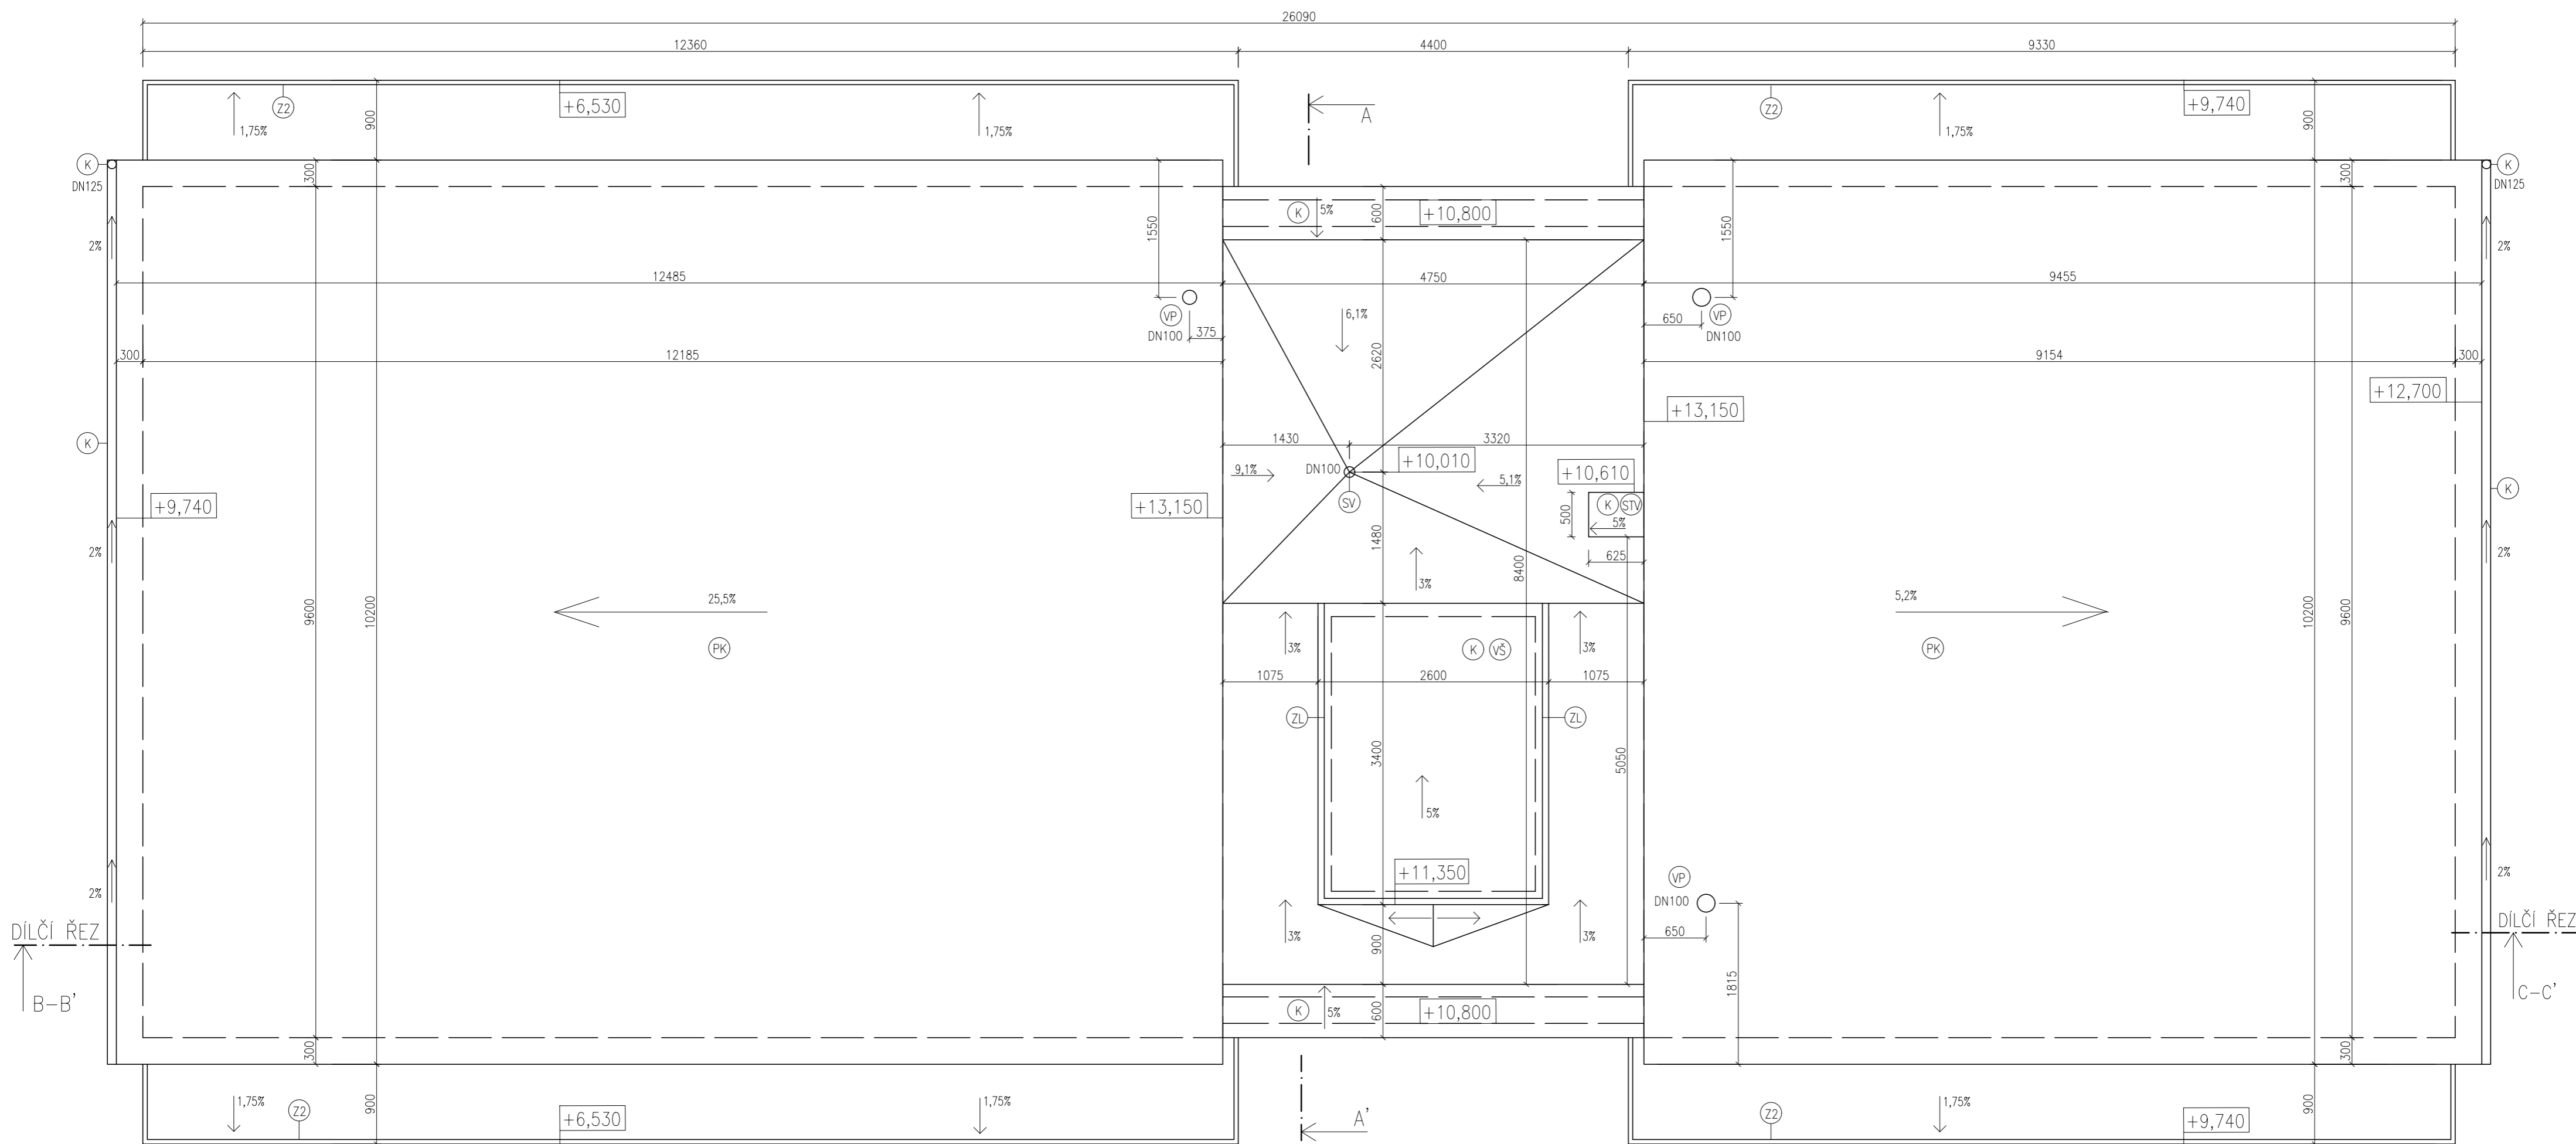 26090
12360 4400 9330
+6,530 Z2 1,75% 1,75% 900
A
+9,740 Z2 1,75% 900
K DN125 300
K DN125 300
K 5% 600 +10,800
2% 1550 1550 2%
12485 4750 9455
VP DN100 375
6,1% 2620
650 VP DN100
300 12185 9154 300
+12,700
+13,150
K 1430 3320
DN100 +10,010 +10,610
9,1% SV 5,1%
K STV 5% 500 625
K
+9,740 +13,150
2% 1480 3% 8400 2%
9600 10200 25,5% PK
5,2% PK 10200 9600
3% K VŠ 3%
1075 2600 1075
ZL ZL
3400 5050
5%
+11,350
2% 2%
VP DN100 650
3% 900 3%
DÍLČÍ ŘEZ
B-B'
1815
DÍLČÍ ŘEZ
C-C'
K 5% 600 +10,800
300 300
1,75% Z2 1,75% 900
+6,530
A'
Z2 1,75% 900
+9,740